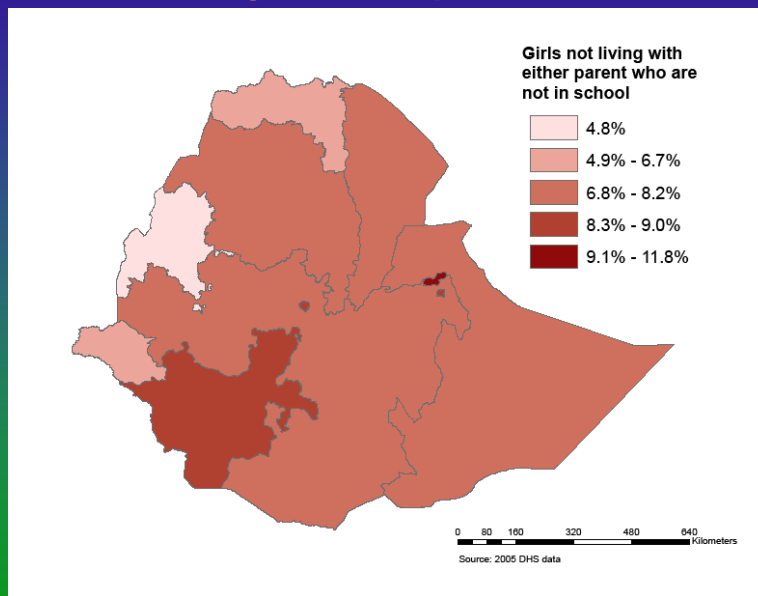 Girls not living with
either parent who are
not in school
4.8%
4.9% - 6.7%
6.8% - 8.2%
8.3% - 9.0%
9.1% - 11.8%
0 80 160 320 480 640
Kilometers
Source: 2005 DHS data